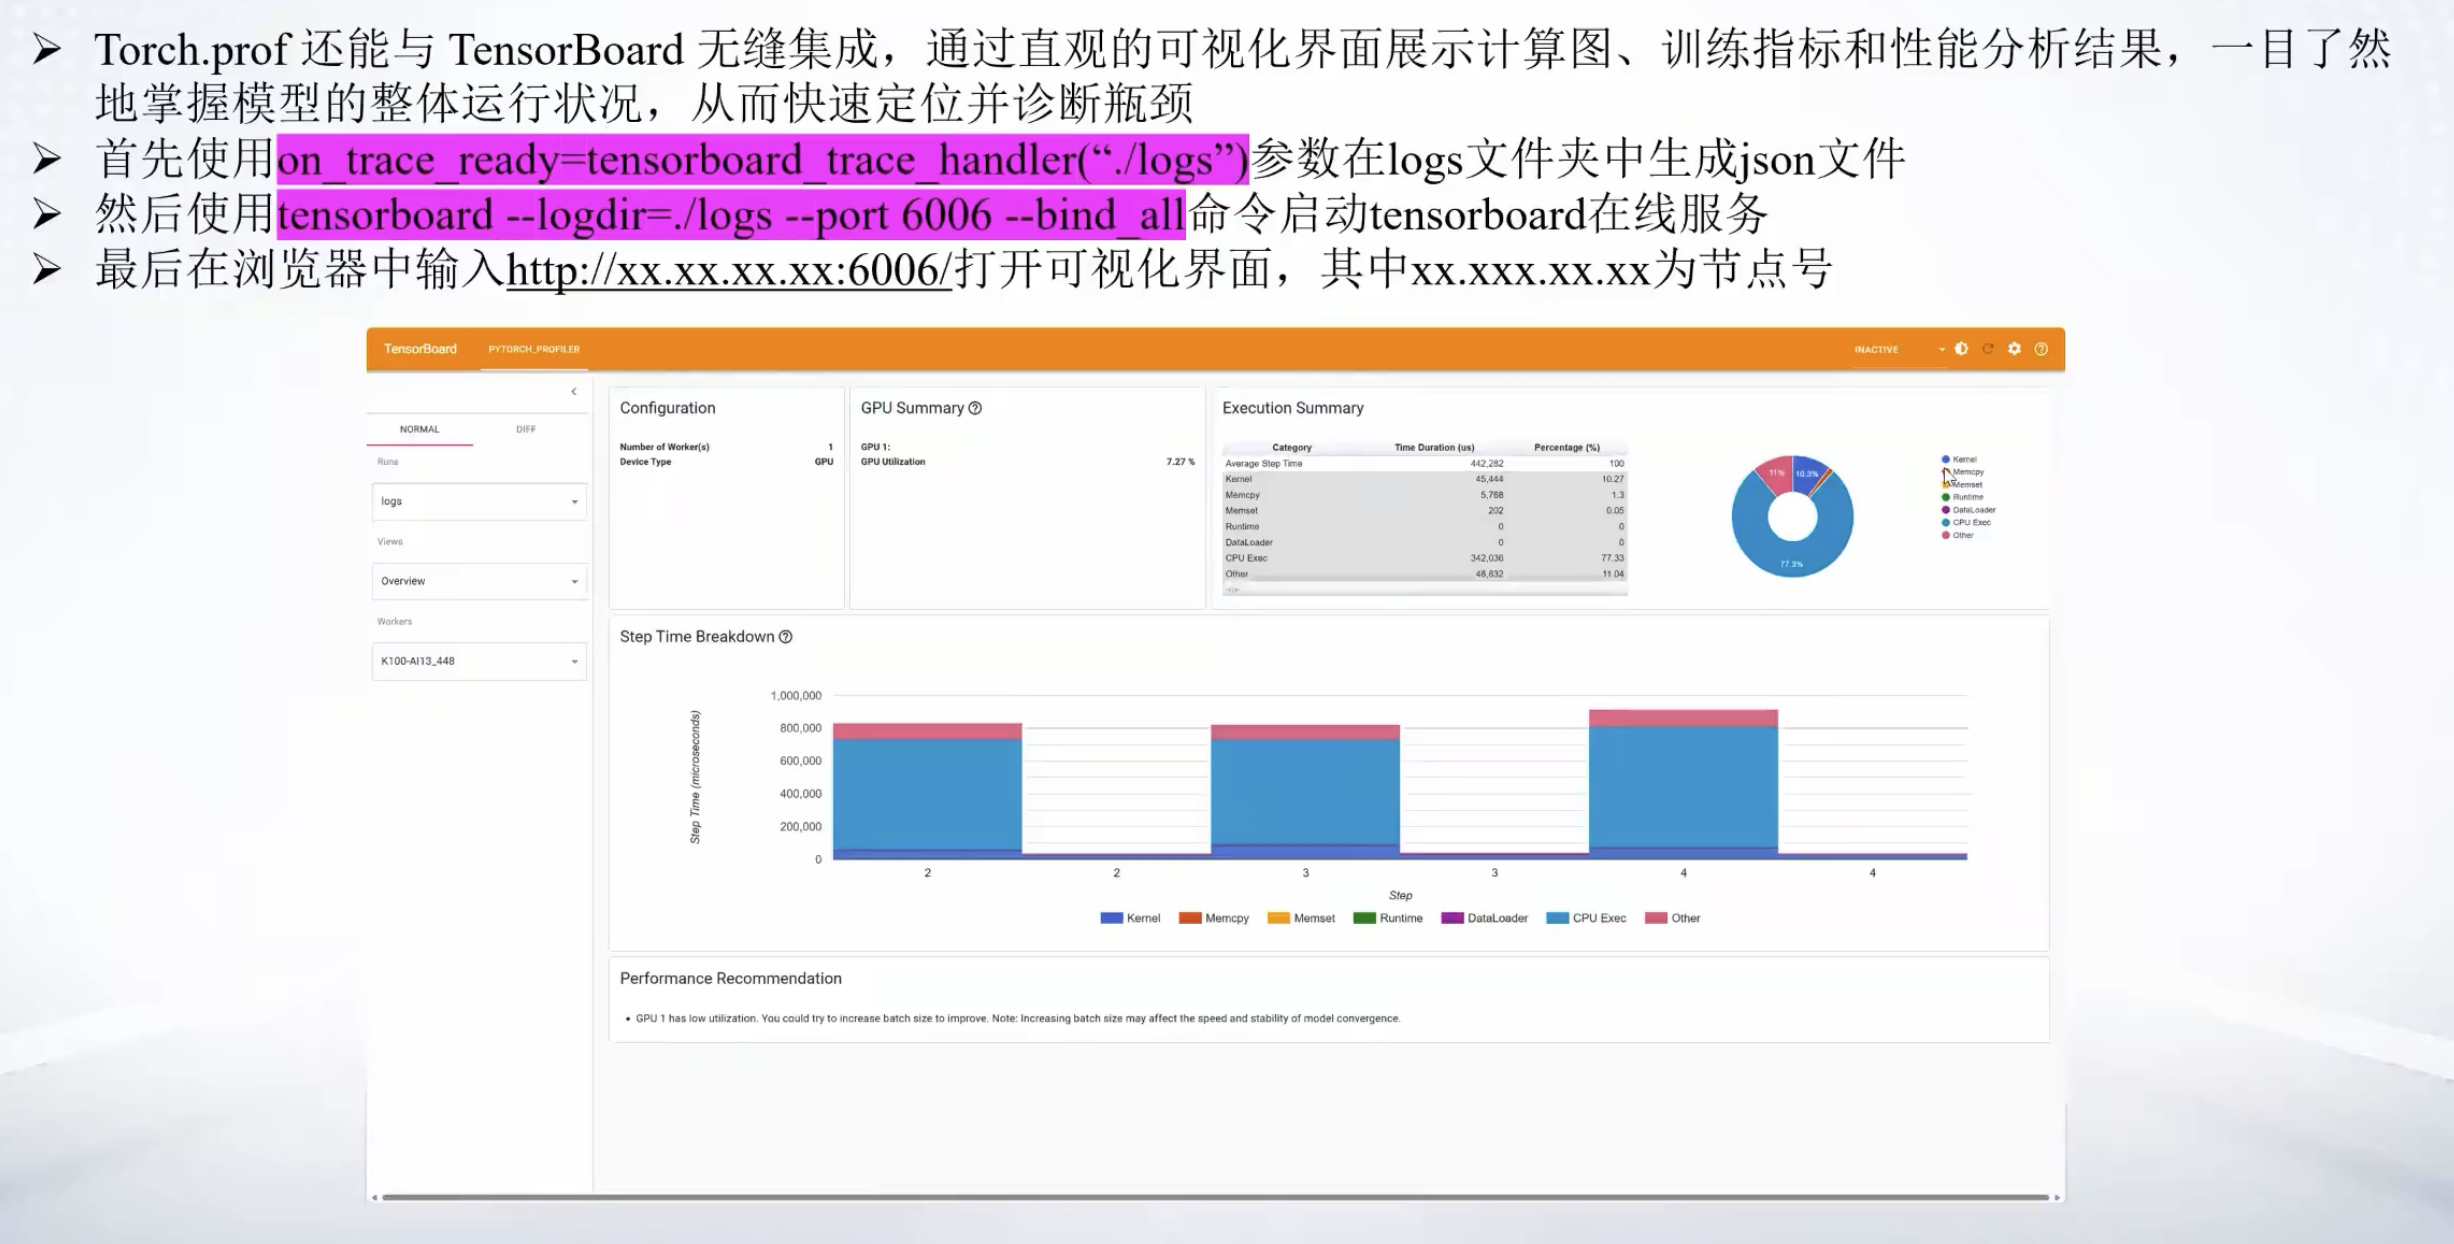 ➢ Torch.prof 还能与 TensorBoard 无缝集成，通过直观的可视化界面展示计算图、训练指标和性能分析结果，一目了然
地掌握模型的整体运行状况，从而快速定位并诊断瓶颈
➢ 首先使用on_trace_ready=tensorboard_trace_handler(“./logs”)参数在logs文件夹中生成json文件
➢ 然后使用tensorboard --logdir=./logs --port 6006 --bind_all命令启动tensorboard在线服务
➢ 最后在浏览器中输入http://xx.xx.xx.xx:6006/打开可视化界面，其中xx.xxx.xx.xx为节点号
TensorBoard PYTORCH_PROFILER INACTIVE
NORMAL DIFF
Runs
logs
Views
Overview
Workers
K100-AI13_448
Configuration
Number of Worker(s) 1
Device Type GPU
GPU Summary
GPU 1:
GPU Utilization 7.27 %
Execution Summary
Category Time Duration (us) Percentage (%)
Average Step Time 442,282 100
Kernel 45,444 10.27
Memcpy 5,768 1.3
Memset 202 0.05
Runtime 0 0
DataLoader 0 0
CPU Exec 342,036 77.33
Other 48,832 11.04
11% 10.3%
77.3%
Kernel
Memcpy
Memset
Runtime
DataLoader
CPU Exec
Other
Step Time Breakdown
Step Time (microseconds)
1,000,000
800,000
600,000
400,000
200,000
0
2 2 3 3 4 4
Step
Kernel Memcpy Memset Runtime DataLoader CPU Exec Other
Performance Recommendation
• GPU 1 has low utilization. You could try to increase batch size to improve. Note: Increasing batch size may affect the speed and stability of model convergence.